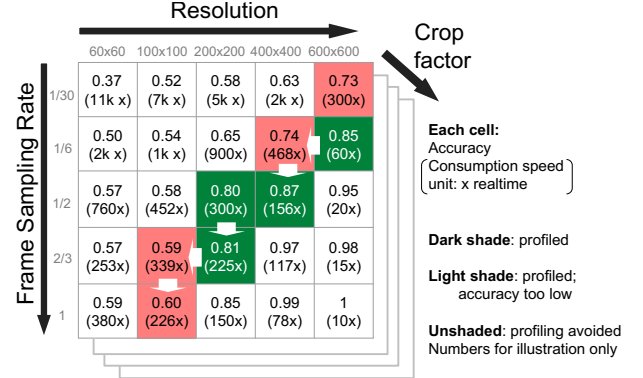 Resolution
Crop
factor
60x60 100x100 200x200 400x400 600x600
Frame Sampling Rate
1/30
0.37 0.52 0.58 0.63 0.73
(11k x) (7k x) (5k x) (2k x) (300x)
1/6
0.50 0.54 0.65 0.74 0.85
(2k x) (1k x) (900x) (468x) (60x)
1/2
0.57 0.58 0.80 0.87 0.95
(760x) (452x) (300x) (156x) (20x)
2/3
0.57 0.59 0.81 0.97 0.98
(253x) (339x) (225x) (117x) (15x)
1
0.59 0.60 0.85 0.99 1
(380x) (226x) (150x) (78x) (10x)
Each cell:
Accuracy
Consumption speed
unit: x realtime
Dark shade: profiled
Light shade: profiled;
accuracy too low
Unshaded: profiling avoided
Numbers for illustration only